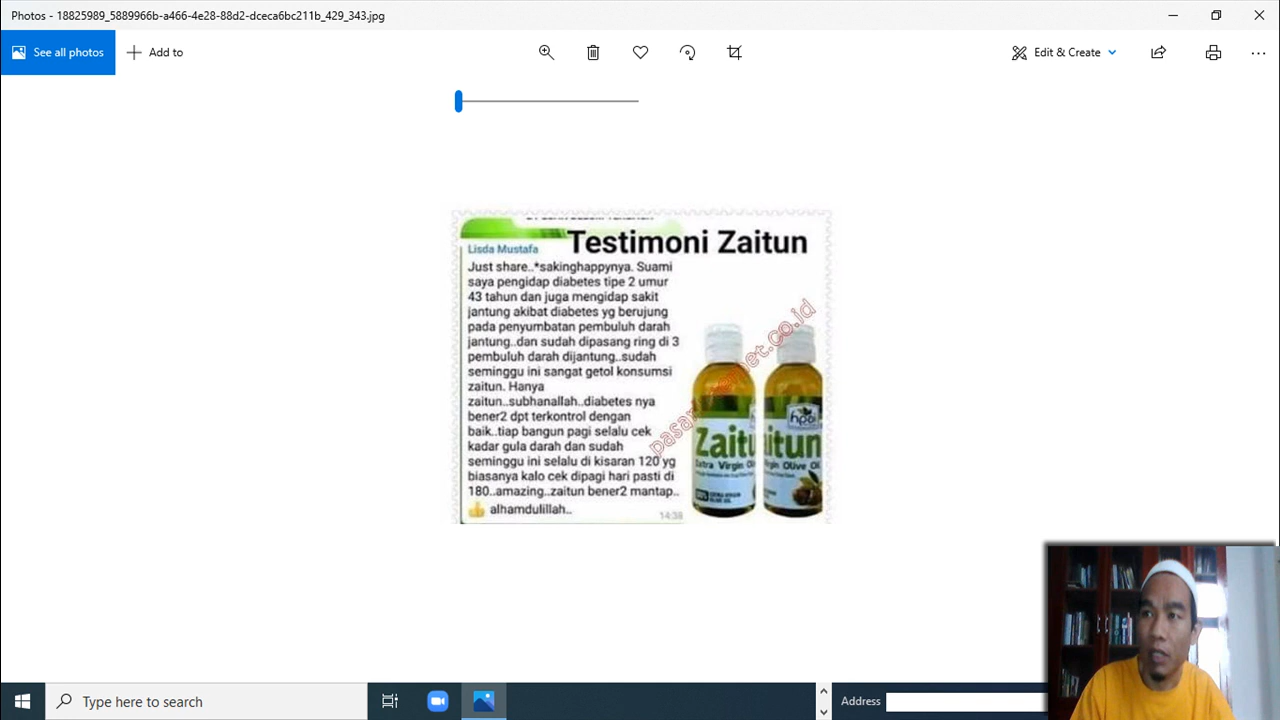 Photos - 18825989_5889966b-a466-4e28-88d2-dceca6bc211b_429_343.jpg
See all photos
Add to
Edit & Create
Testimoni Zaitun
Lisda Mustafa
Just share..*sakinghappynya. Suami
saya pengidap diabetes tipe 2 umur
43 tahun dan juga mengidap sakit
jantung akibat diabetes yg berujung
pada penyumbatan pembuluh darah
jantung..dan sudah dipasang ring di 3
pembuluh darah dijantung..sudah
seminggu ini sangat getol konsumsi
zaitun. Hanya
zaitun..subhanallah..diabetes nya
bener2 dpt terkontrol dengan
baik..tiap bangun pagi selalu cek
kadar gula darah dan sudah
seminggu ini selalu di kisaran 120 yg
biasanya kalo cek dipagi hari pasti di
180..amazing..zaitun bener2 mantap..
alhamdulillah..
14:38
hpai
Zaitu
aitun
Extra Virgin Oli
Virgin Olive Oil
Type here to search
Address